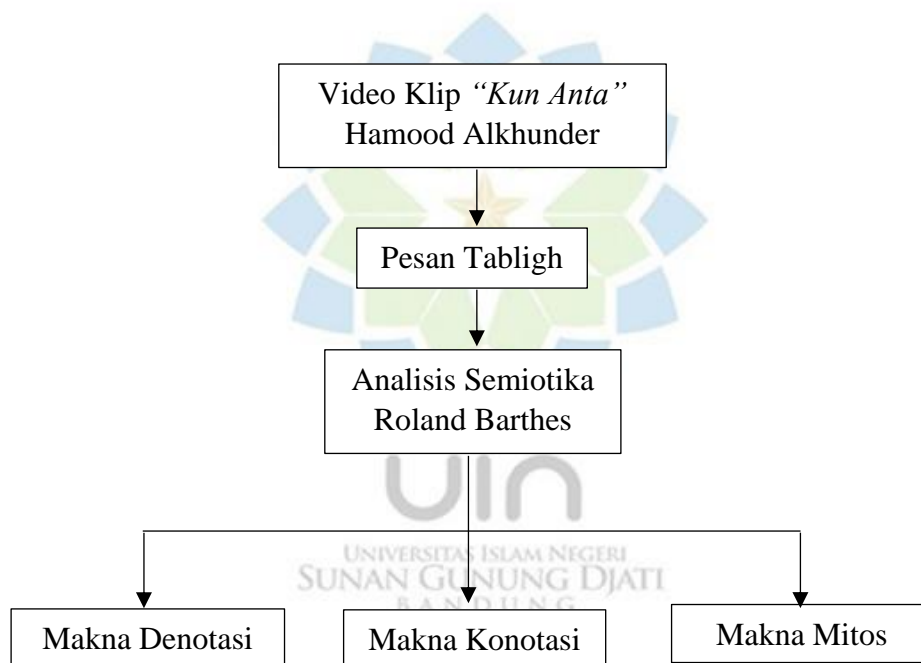 Video Klip “Kun Anta”
Hamood Alkhunder
Pesan Tabligh
Analisis Semiotika
Roland Barthes
uin
UNIVERSITAS ISLAM NEGERI
SUNAN GUNUNG DJATI
BANDUNG
Makna Denotasi
Makna Konotasi
Makna Mitos